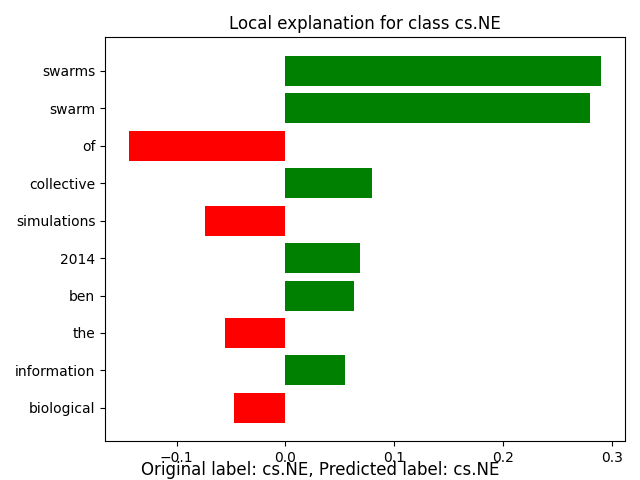 Local explanation for class cs.NE
swarms
swarm
of
collective
simulations
2014
ben
the
information
biological
−0.1 0.0 0.1 0.2 0.3
Original label: cs.NE, Predicted label: cs.NE